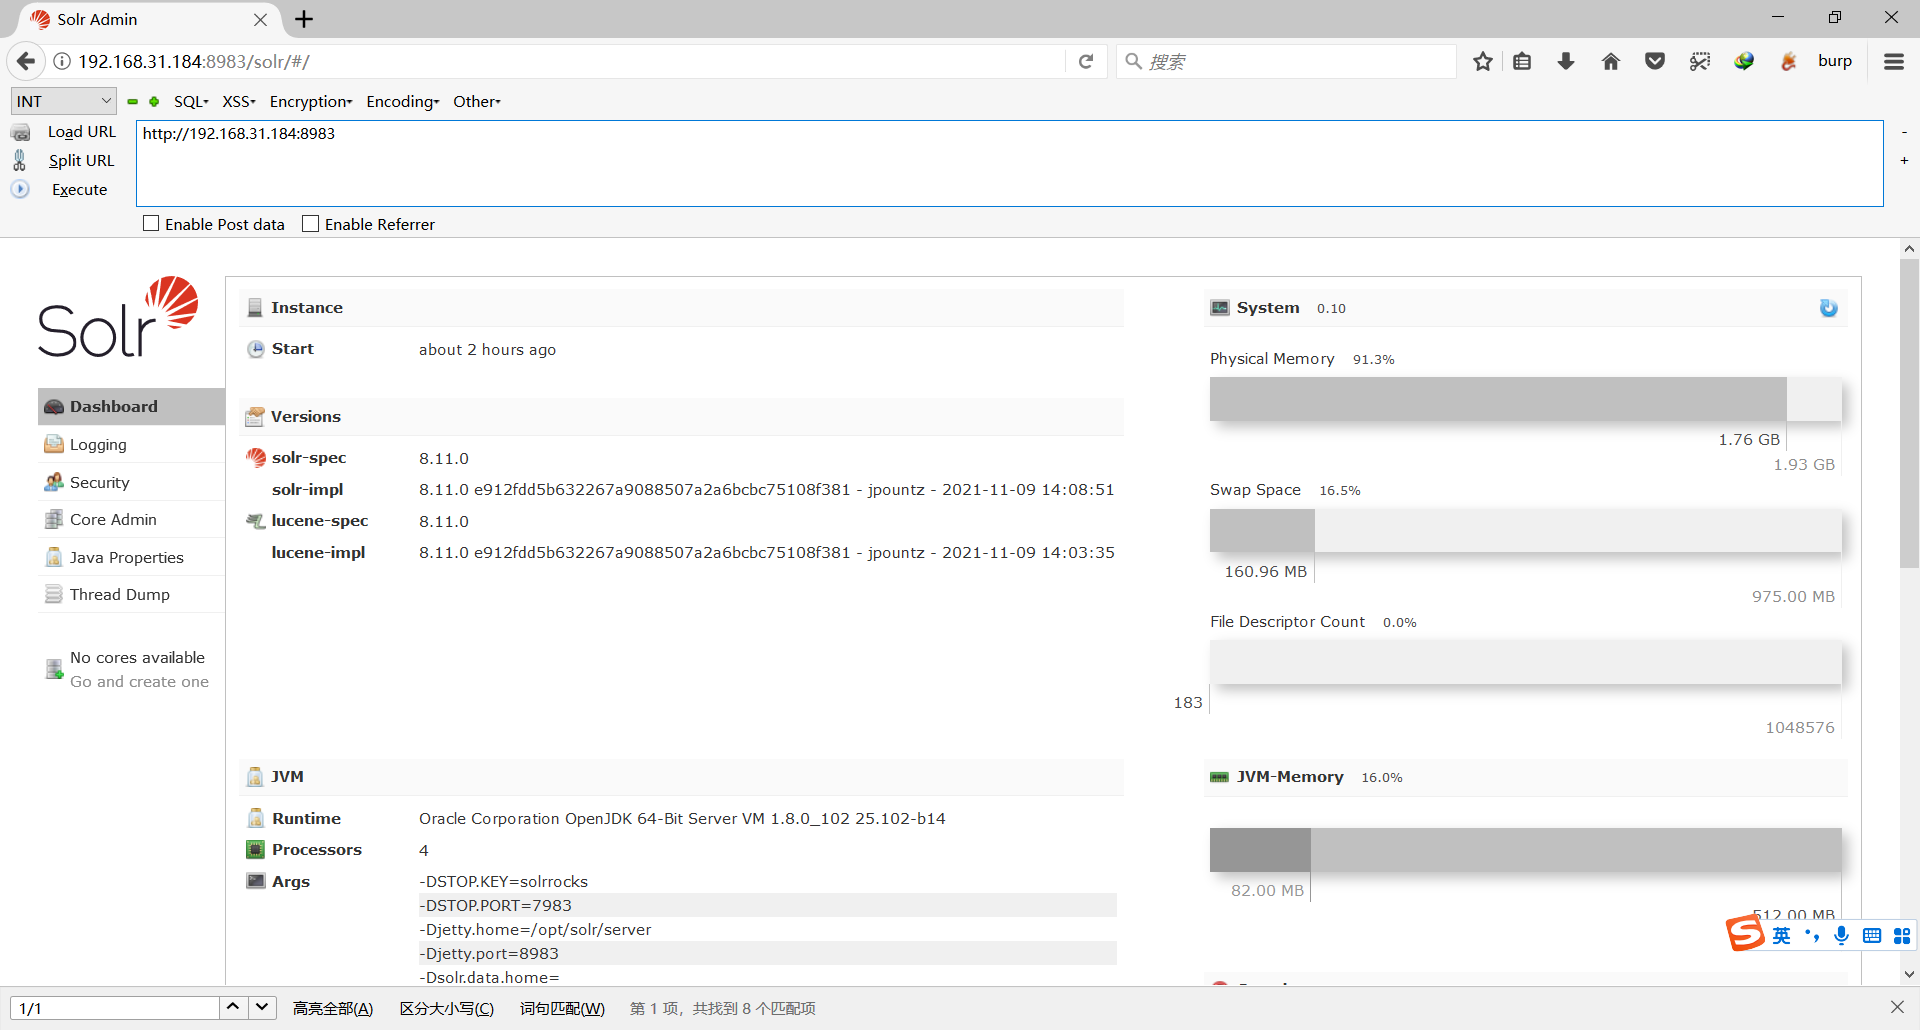 Solr Admin
192.168.31.184:8983/solr/#/
搜索
burp
INT
SQL
XSS
Encryption
Encoding
Other
Load URL
http://192.168.31.184:8983
-
Split URL
+
Execute
Enable Post data
Enable Referrer
Solr
Dashboard
Logging
Security
Core Admin
Java Properties
Thread Dump
No cores available
Go and create one
Instance
Start about 2 hours ago
Versions
solr-spec 8.11.0
solr-impl 8.11.0 e912fdd5b632267a9088507a2a6bcbc75108f381 - jpountz - 2021-11-09 14:08:51
lucene-spec 8.11.0
lucene-impl 8.11.0 e912fdd5b632267a9088507a2a6bcbc75108f381 - jpountz - 2021-11-09 14:03:35
JVM
Runtime Oracle Corporation OpenJDK 64-Bit Server VM 1.8.0_102 25.102-b14
Processors 4
Args -DSTOP.KEY=solrrocks
-DSTOP.PORT=7983
-Djetty.home=/opt/solr/server
-Djetty.port=8983
-Dsolr.data.home=
System 0.10
Physical Memory 91.3%
1.76 GB
1.93 GB
Swap Space 16.5%
160.96 MB
975.00 MB
File Descriptor Count 0.0%
183
1048576
JVM-Memory 16.0%
82.00 MB
512.00 MB
S 英
1/1
高亮全部(A)
区分大小写(C)
词句匹配(W)
第 1 项，共找到 8 个匹配项